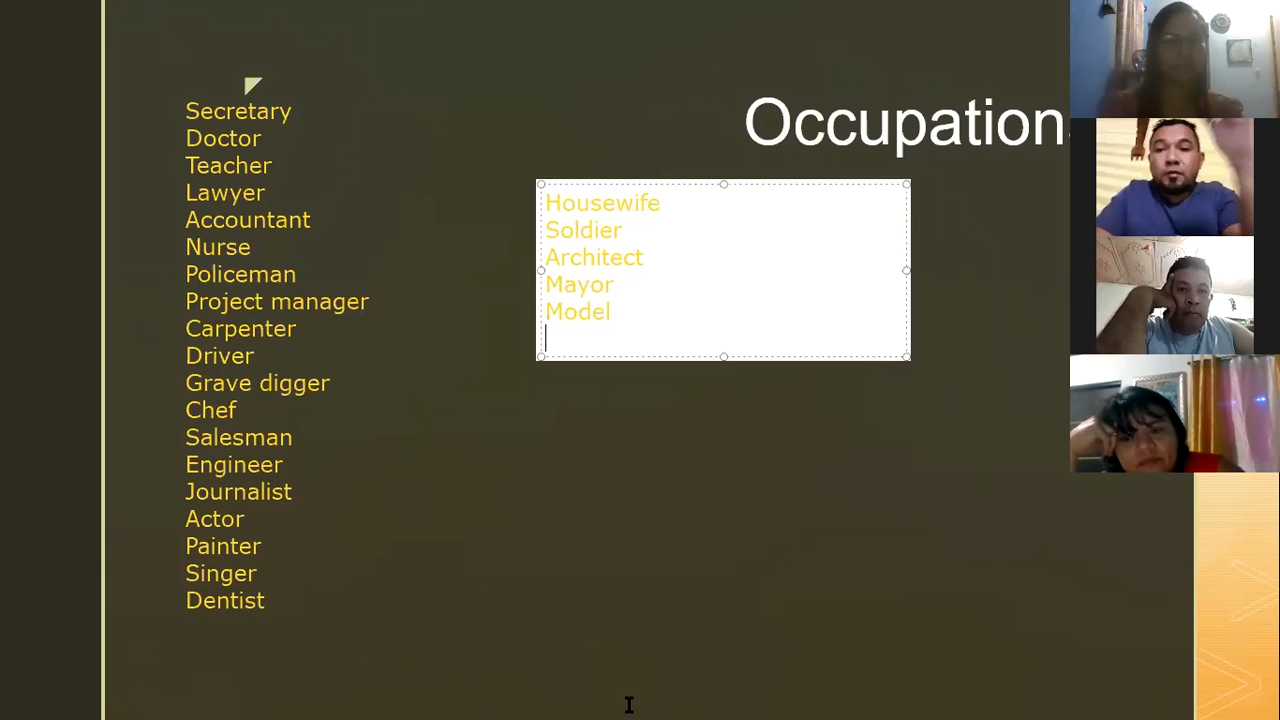 Occupation
Secretary
Doctor
Teacher
Lawyer
Accountant
Nurse
Policeman
Project manager
Carpenter
Driver
Grave digger
Chef
Salesman
Engineer
Journalist
Actor
Painter
Singer
Dentist
Housewife
Soldier
Architect
Mayor
Model